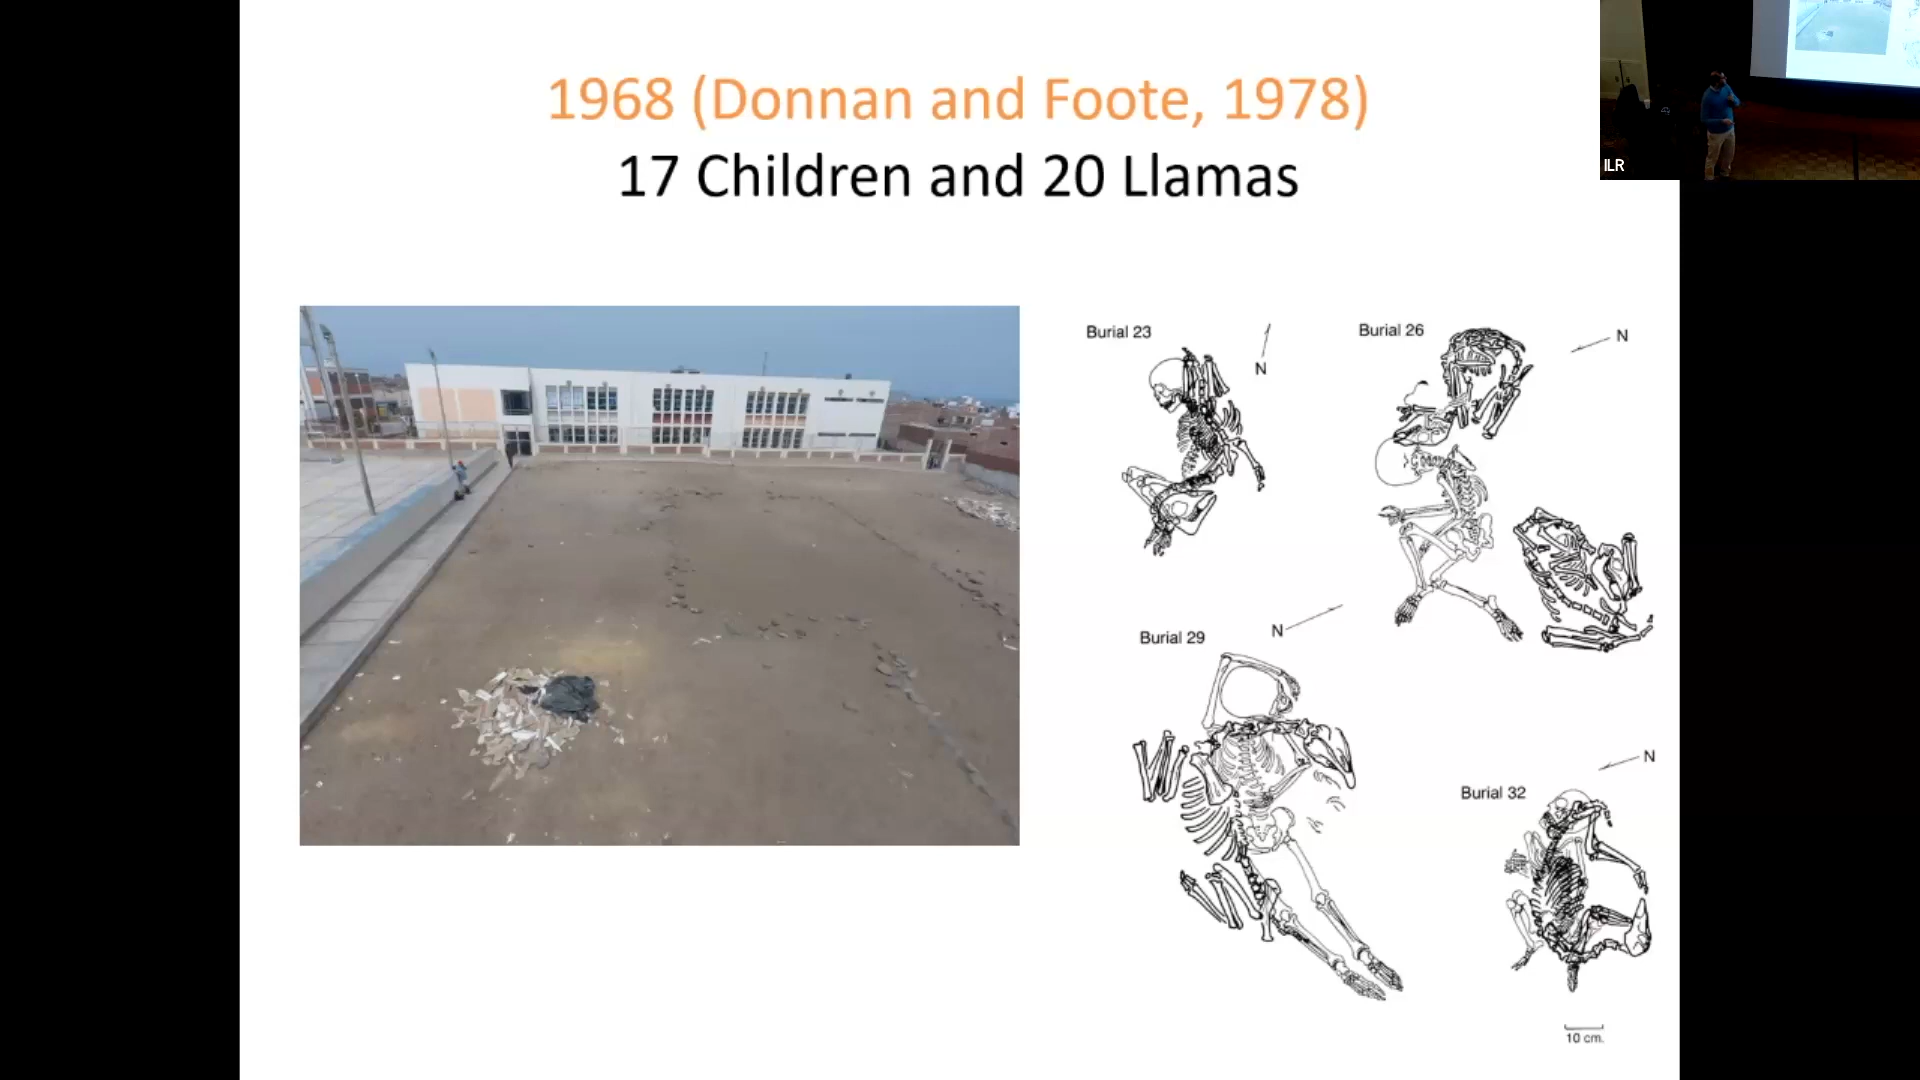 1968 (Donnan and Foote, 1978)
17 Children and 20 Llamas
ILR
Burial 23
N
Burial 26
N
Burial 29
N
Burial 32
N
10 cm.